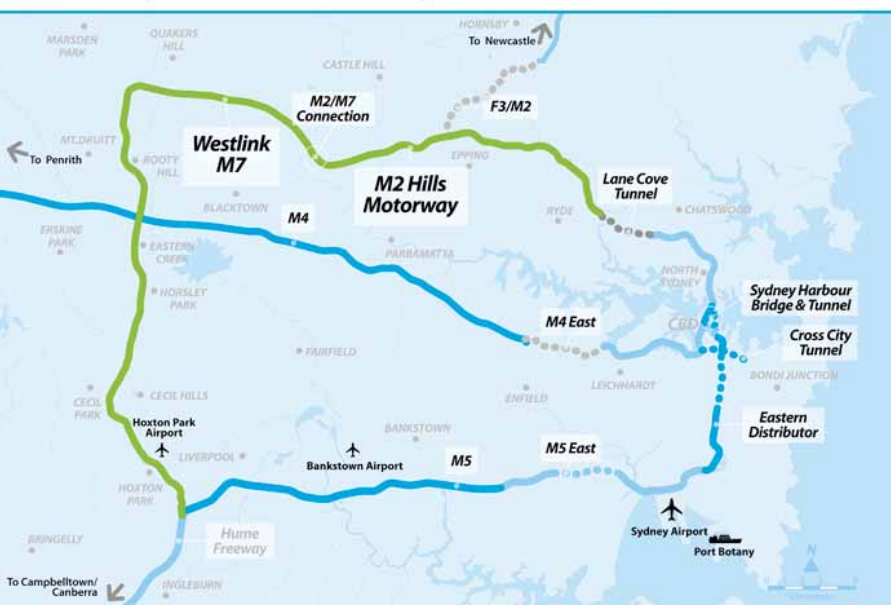 HORNSBY
To Newcastle
MARSDEN
PARK
QUAKERS
HILL
CASTLE HILL
M2/M7
Connection
F3/M2
MT.DRUITT
To Penrith
ROOTY
HILL
Westlink
M7
EPPING
M2 Hills
Motorway
Lane Cove
Tunnel
BLACKTOWN
RYDE
CHATSWOOD
M4
ERSKINE
PARK
EASTERN
CREEK
PARRAMATTA
NORTH
SYDNEY
HORSLEY
PARK
Sydney Harbour
Bridge & Tunnel
M4 East
CBD
Cross City
Tunnel
FAIRFIELD
LEICHHARDT
BONDI JUNCTION
CECIL
PARK
CECIL HILLS
ENFIELD
Hoxton Park
Airport
BANKSTOWN
Eastern
Distributor
LIVERPOOL
Bankstown Airport
M5
M5 East
HOXTON
PARK
Sydney Airport
Port Botany
BRINGELLY
Hume
Freeway
N
To Campbelltown/
Canberra
INGLEBURN